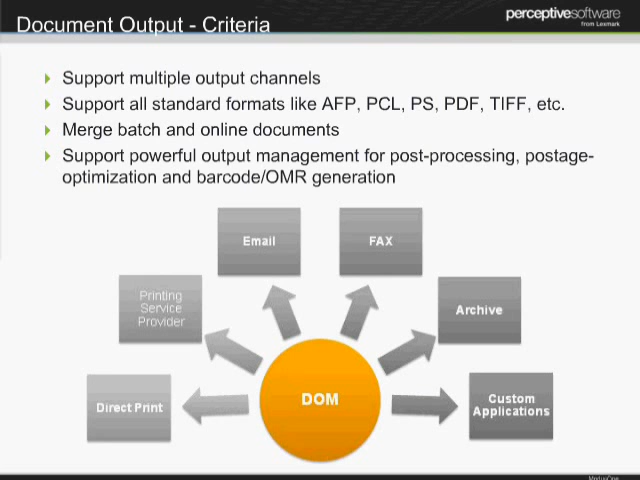 Document Output - Criteria
perceptivesoftware
from Lexmark
Support multiple output channels
Support all standard formats like AFP, PCL, PS, PDF, TIFF, etc.
Merge batch and online documents
Support powerful output management for post-processing, postage-
optimization and barcode/OMR generation
Email
FAX
Printing
Service
Provider
Archive
Direct Print
DOM
Custom
Applications